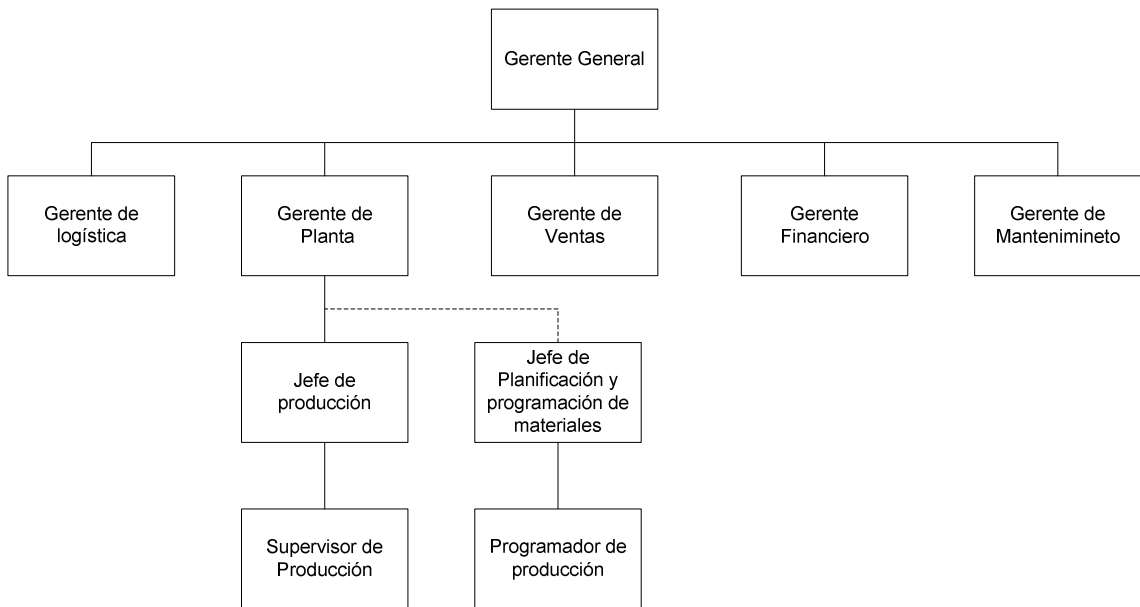 Gerente General
Gerente de
logística
Gerente de
Planta
Gerente de
Ventas
Gerente
Financiero
Gerente de
Mantenimineto
Jefe de
producción
Jefe de
Planificación y
programación de
materiales
Supervisor de
Producción
Programador de
producción